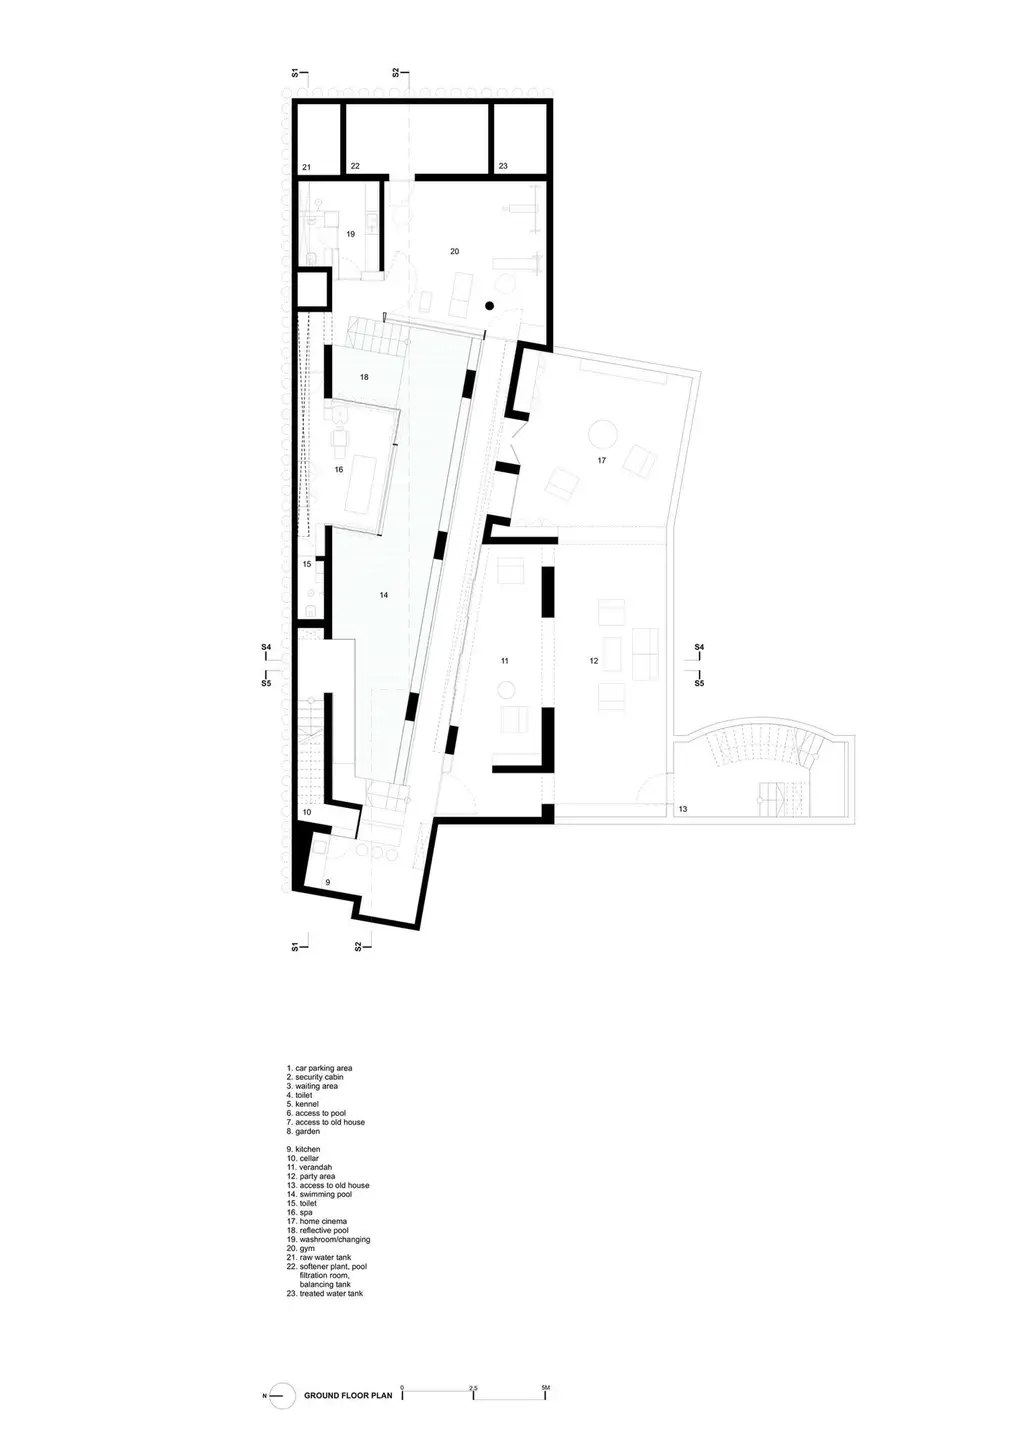 S1
S2
21
22
23
19
20
18
17
16
15
14
S4
S5
S4
S5
11
12
10
13
9
S1
S2
1. car parking area
2. security cabin
3. waiting area
4. toilet
5. kennel
6. access to pool
7. access to old house
8. garden
9. kitchen
10. cellar
11. verandah
12. party area
13. access to old house
14. swimming pool
15. toilet
16. spa
17. home cinema
18. reflective pool
19. washroom/changing
20. gym
21. raw water tank
22. softener plant, pool
filtration room,
balancing tank
23. treated water tank
N
GROUND FLOOR PLAN
0
2.5
5M